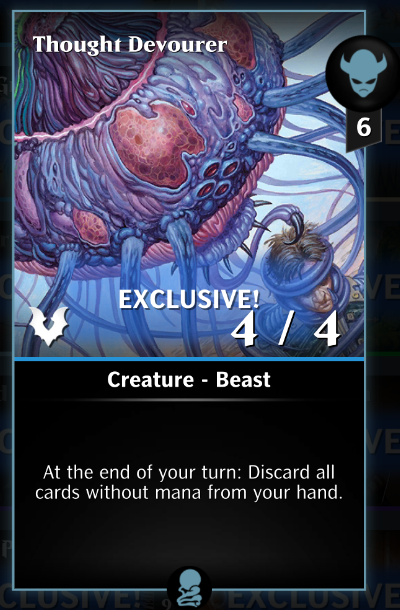 Thought Devourer
6
EXCLUSIVE!
4 / 4
Creature - Beast
At the end of your turn: Discard all
cards without mana from your hand.